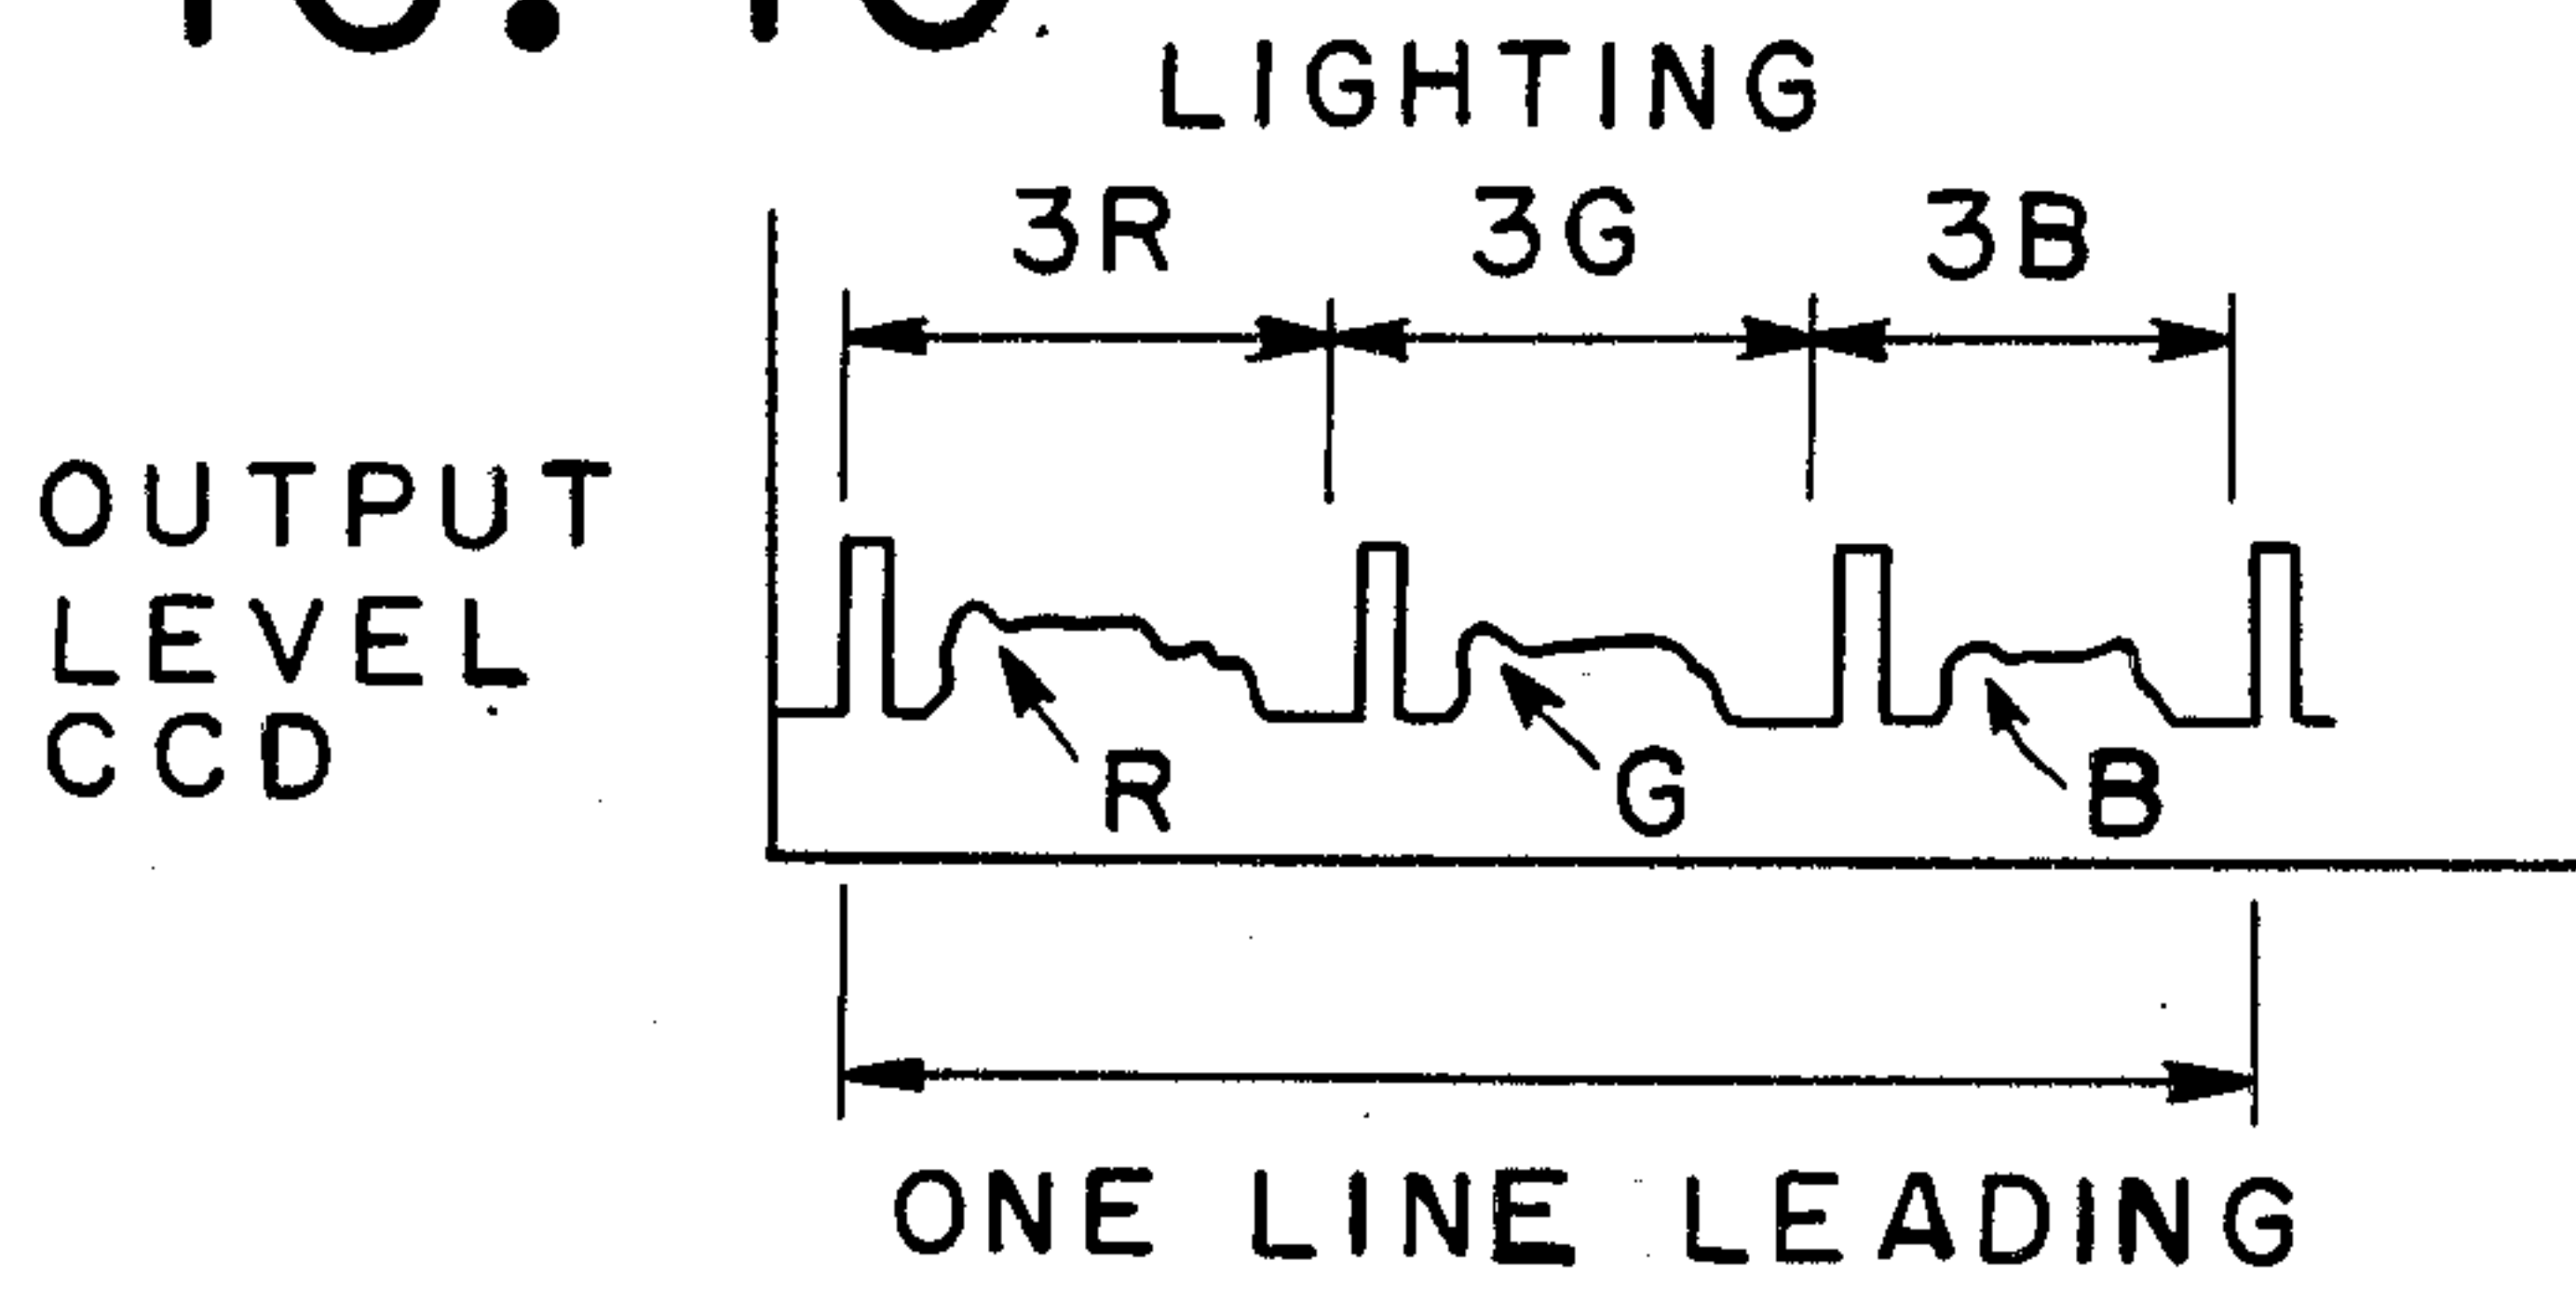 LIGHTING
3R 3G 3B
OUTPUT
LEVEL
CCD
R G B
ONE LINE LEADING